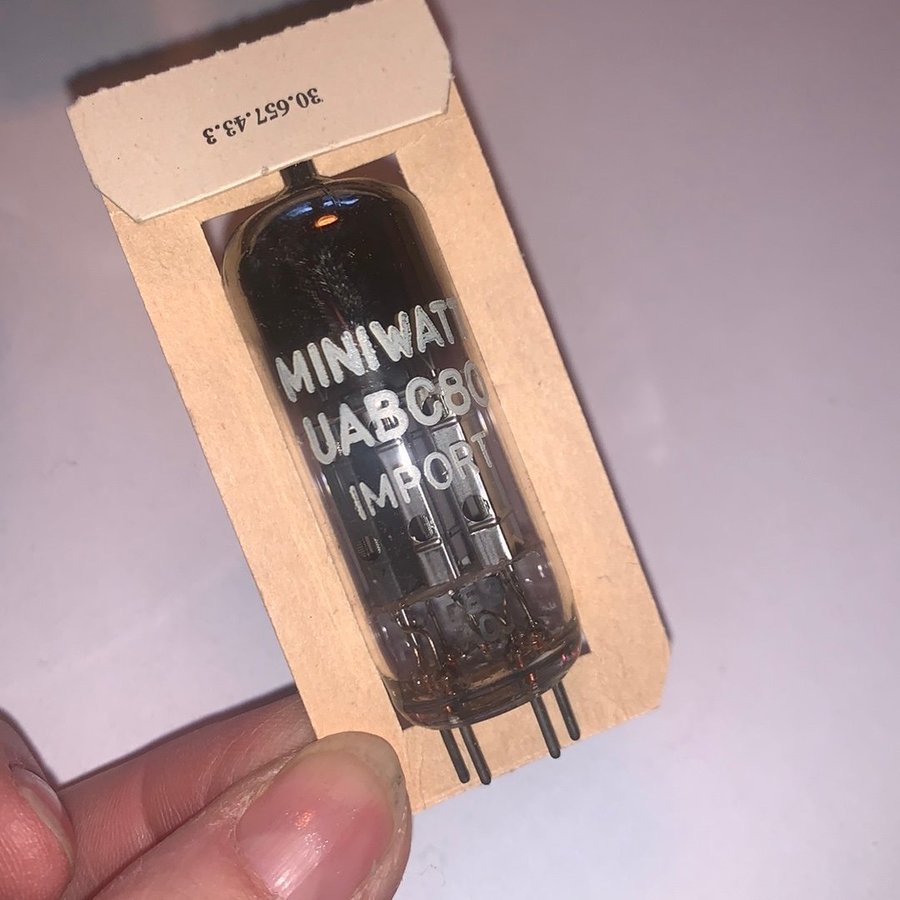 30.657.43.3
MINIWATT
UABC80
IMPORT